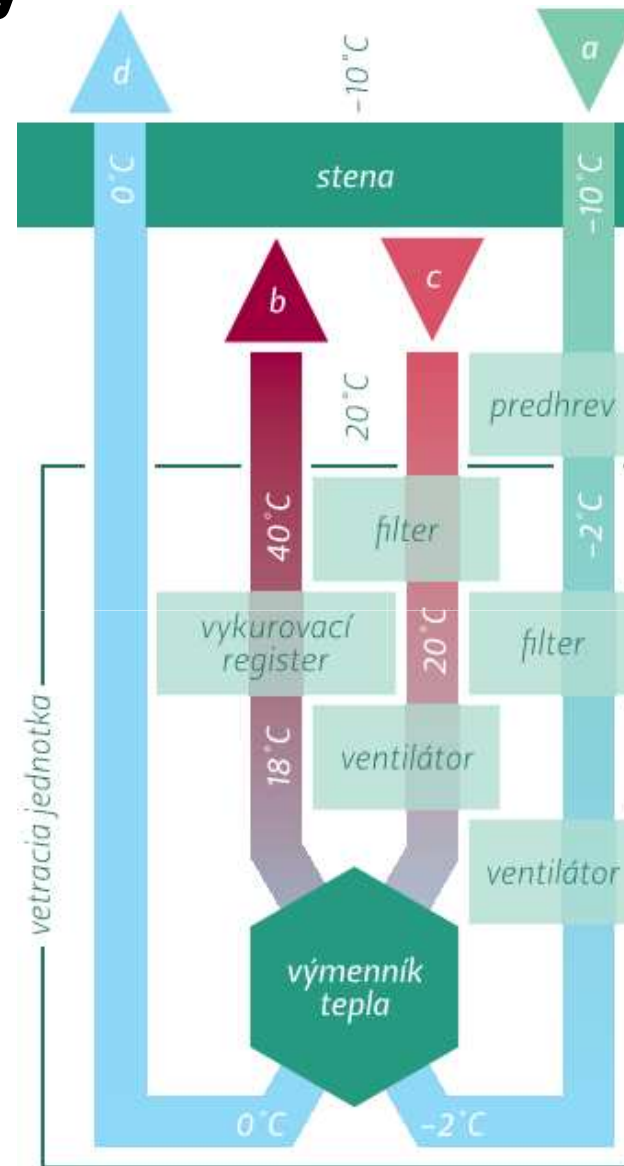 d
-10°C
a
0°C
stena
-10°C
b
c
20°C
predhrev
40°C
filter
-2°C
vykurovací
register
20°C
filter
vetracia jednotka
18°C
ventilátor
ventilátor
výmenník
tepla
0°C
-2°C